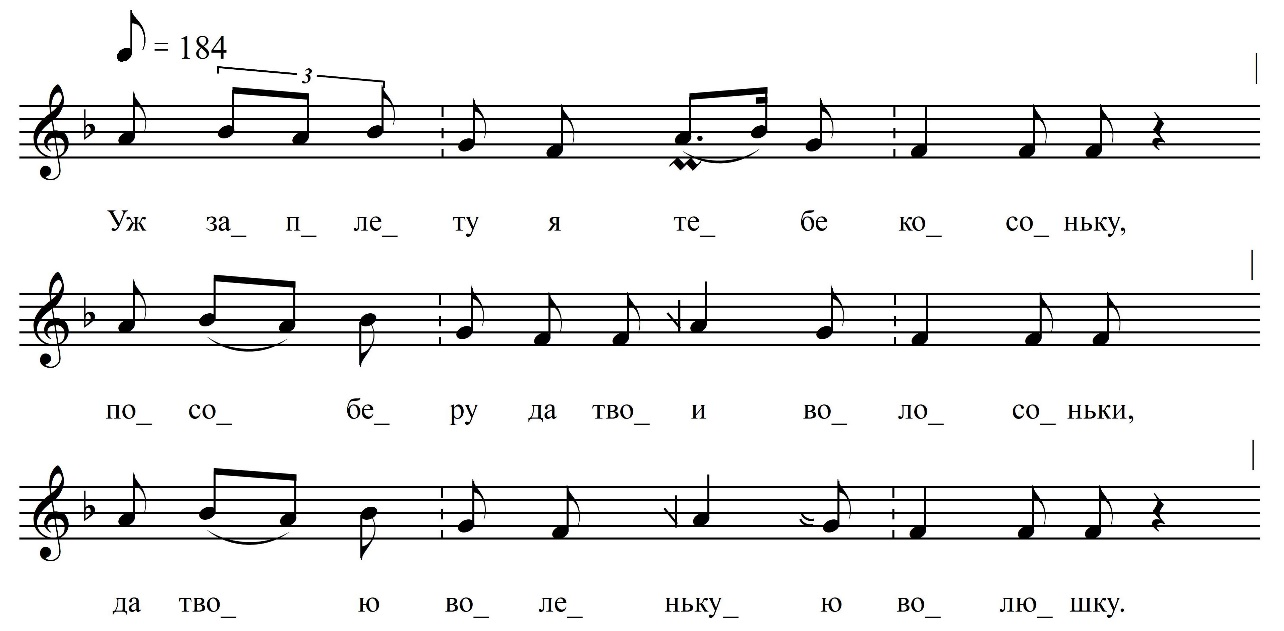 = 184
3
Уж за_ п_ ле_ ту я те_ бе ко_ со_ ньку,
по_ со_ бе_ ру да тво_ и во_ ло_ со_ ньки,
да тво_ ю во_ ле_ ньку_ ю во_ лю_ шку.